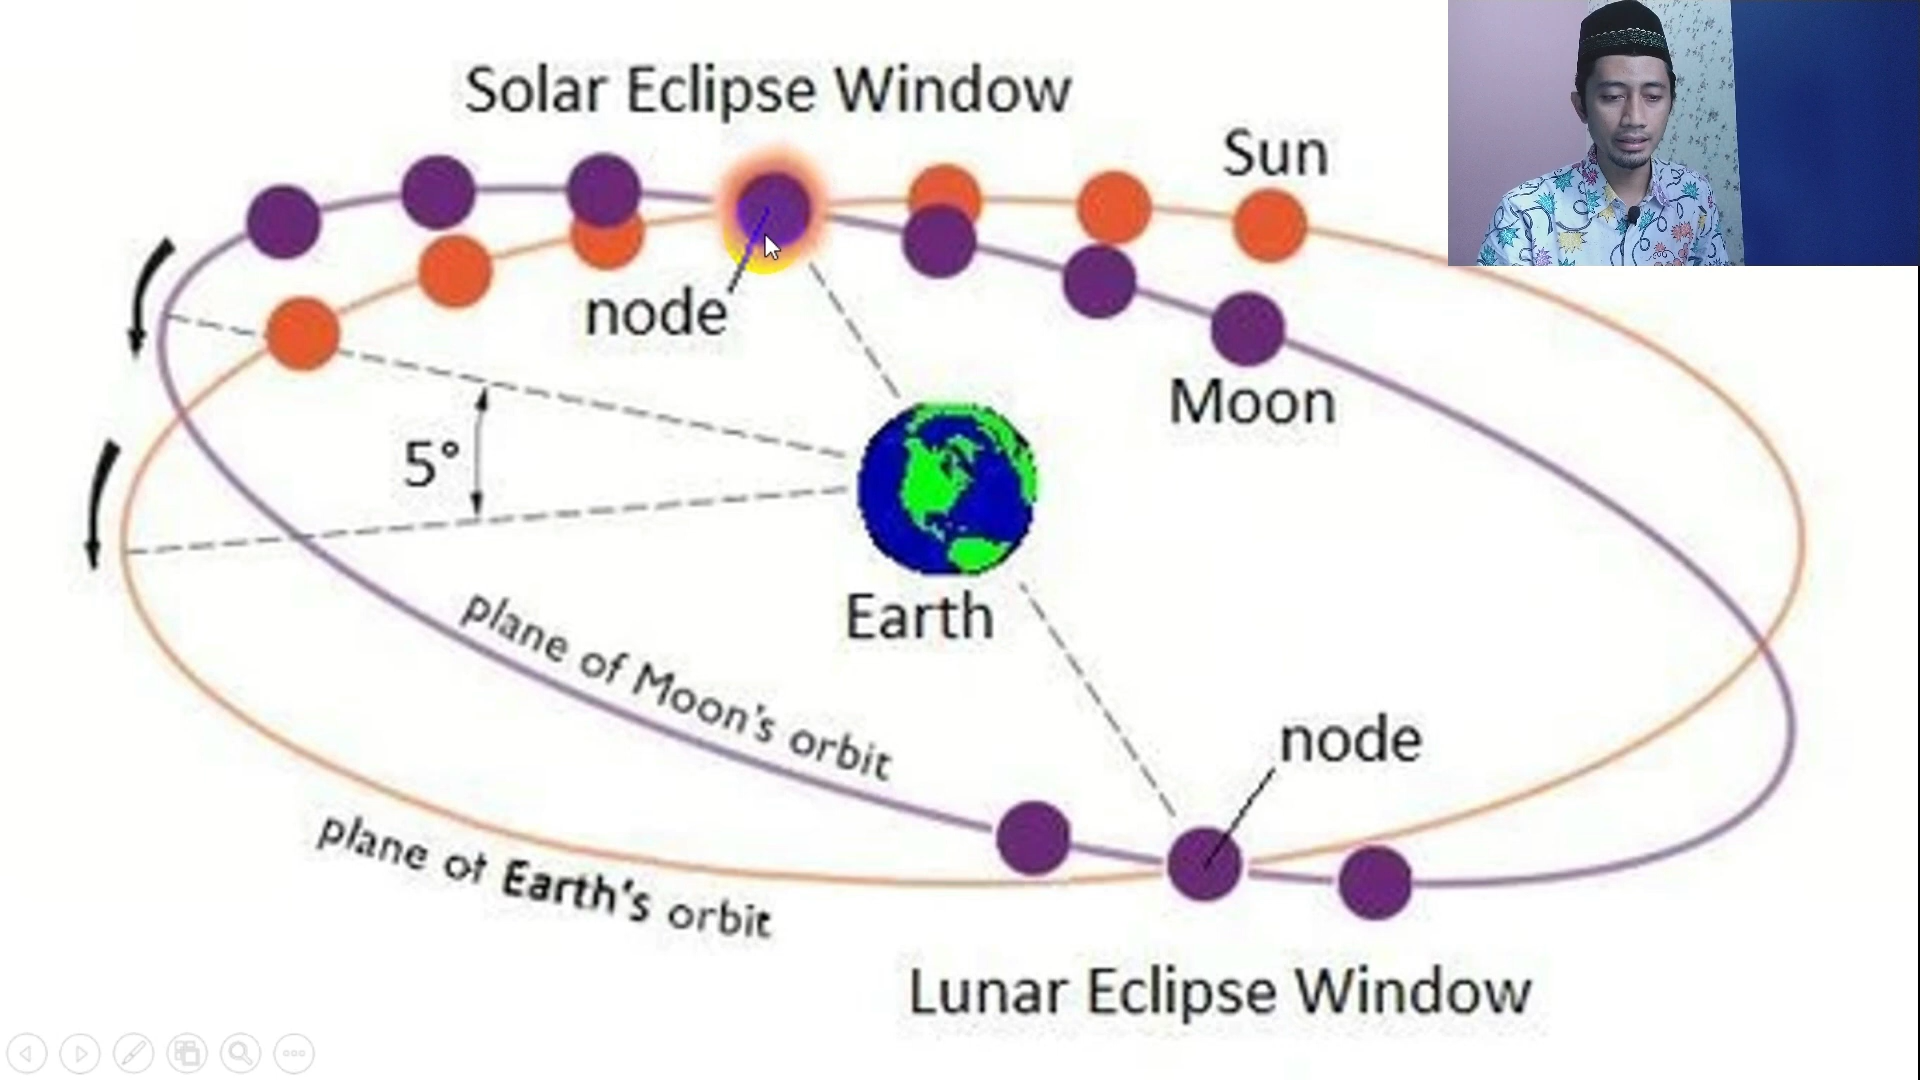 Solar Eclipse Window
Sun
node
Moon
5°
Earth
plane of Moon's orbit
node
plane of Earth's orbit
Lunar Eclipse Window